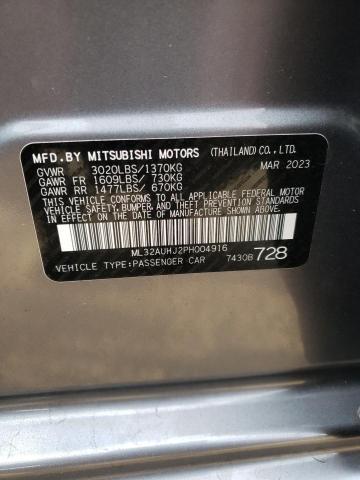 MFD.BY MITSUBISHI MOTORS (THAILAND) CO., LTD.
GVWR 3020LBS/1370KG MAR 2023
GAWR FR 1609LBS/ 730KG
GAWR RR 1477LBS/ 670KG
THIS VEHICLE CONFORMS TO ALL APPLICABLE FEDERAL MOTOR
VEHICLE SAFETY, BUMPER, AND THEFT PREVENTION STANDARDS
IN EFFECT ON THE DATE OF MANUFACTURE SHOWN ABOVE.
ML32AUHJ2PH004916
VEHICLE TYPE:PASSENGER CAR 7430B 728